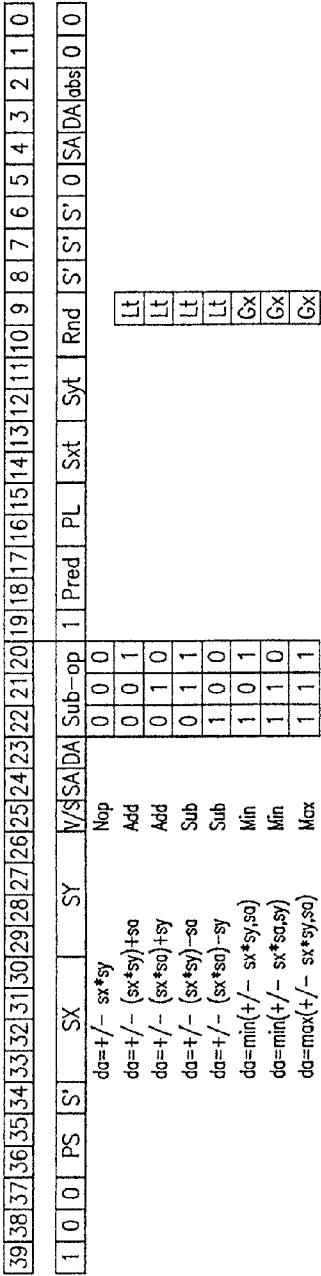 39 38 37 36 35 34 33 32 31 30 29 28 27 26 25 24 23 22 21 20 19 18 17 16 15 14 13 12 11 10 9 8 7 6 5 4 3 2 1 0
1 0 0 PS S' SX SY V/S SA DA Sub-op 1 Pred PL Sxt Syt Rnd S' S' S' 0 SA DA abs 0 0
da=+/- sx*sy Nop 0 0 0
da=+/- (sx*sy)+sa Add 0 0 1 Lt
da=+/- (sx*sa)+sy Add 0 1 0 Lt
da=+/- (sx*sy)-sa Sub 0 1 1 Lt
da=+/- (sx*sa)-sy Sub 1 0 0 Lt
da=min(+/- sx*sy,sa) Min 1 0 1 Gx
da=min(+/- sx*sa,sy) Min 1 1 0 Gx
da=max(+/- sx*sy,sa) Max 1 1 1 Gx